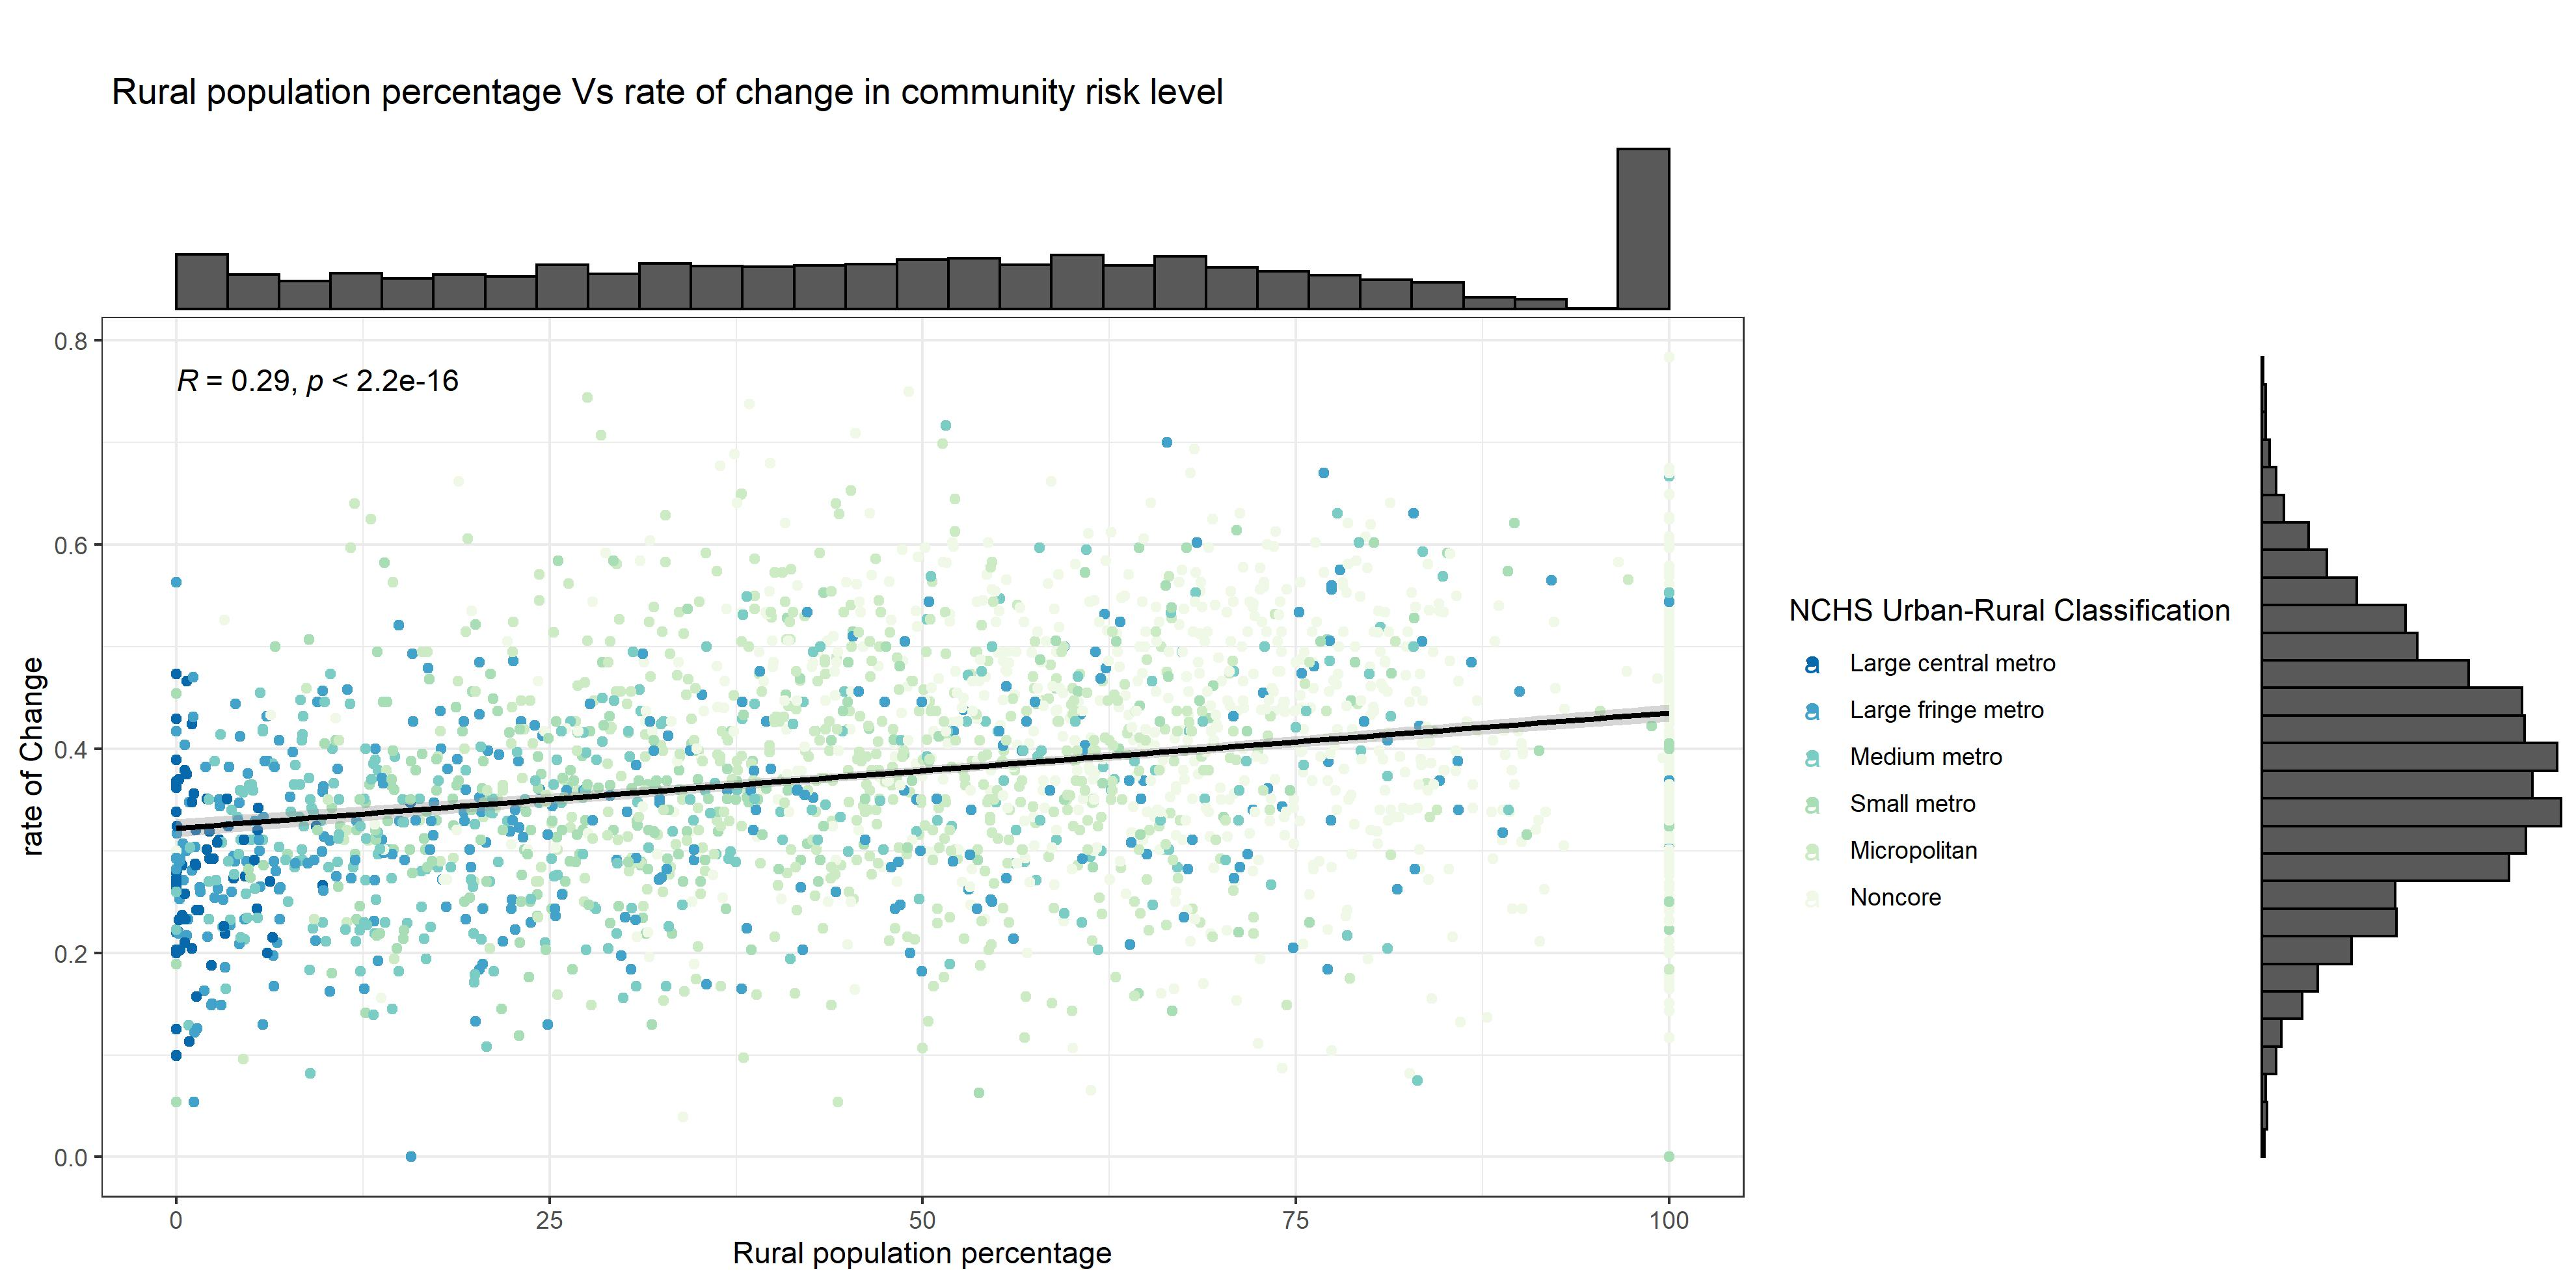 Rural population percentage Vs rate of change in community risk level
0.8
R = 0.29, p < 2.2e-16
0.6
0.4
0.2
0.0
rate of Change
0
25
50
75
100
Rural population percentage
NCHS Urban-Rural Classification
a Large central metro
a Large fringe metro
a Medium metro
a Small metro
a Micropolitan
a Noncore